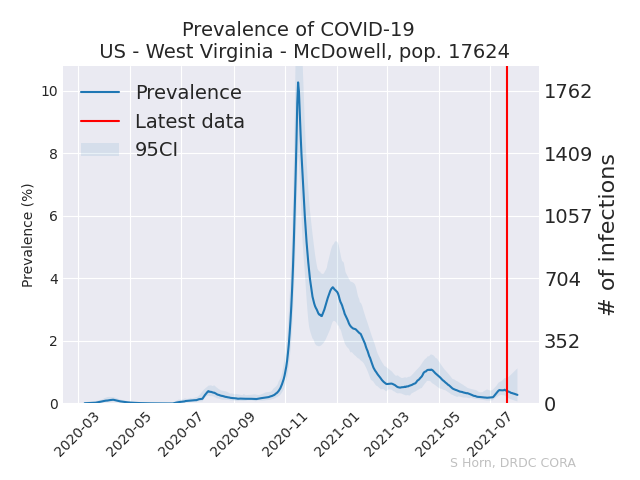 Prevalence of COVID-19
US - West Virginia - McDowell, pop. 17624
Prevalence
Latest data
95CI
Prevalence (%)
10
8
6
4
2
0
1762
1409
1057
704
352
0
# of infections
2020-03
2020-05
2020-07
2020-09
2020-11
2021-01
2021-03
2021-05
2021-07
S Horn, DRDC CORA